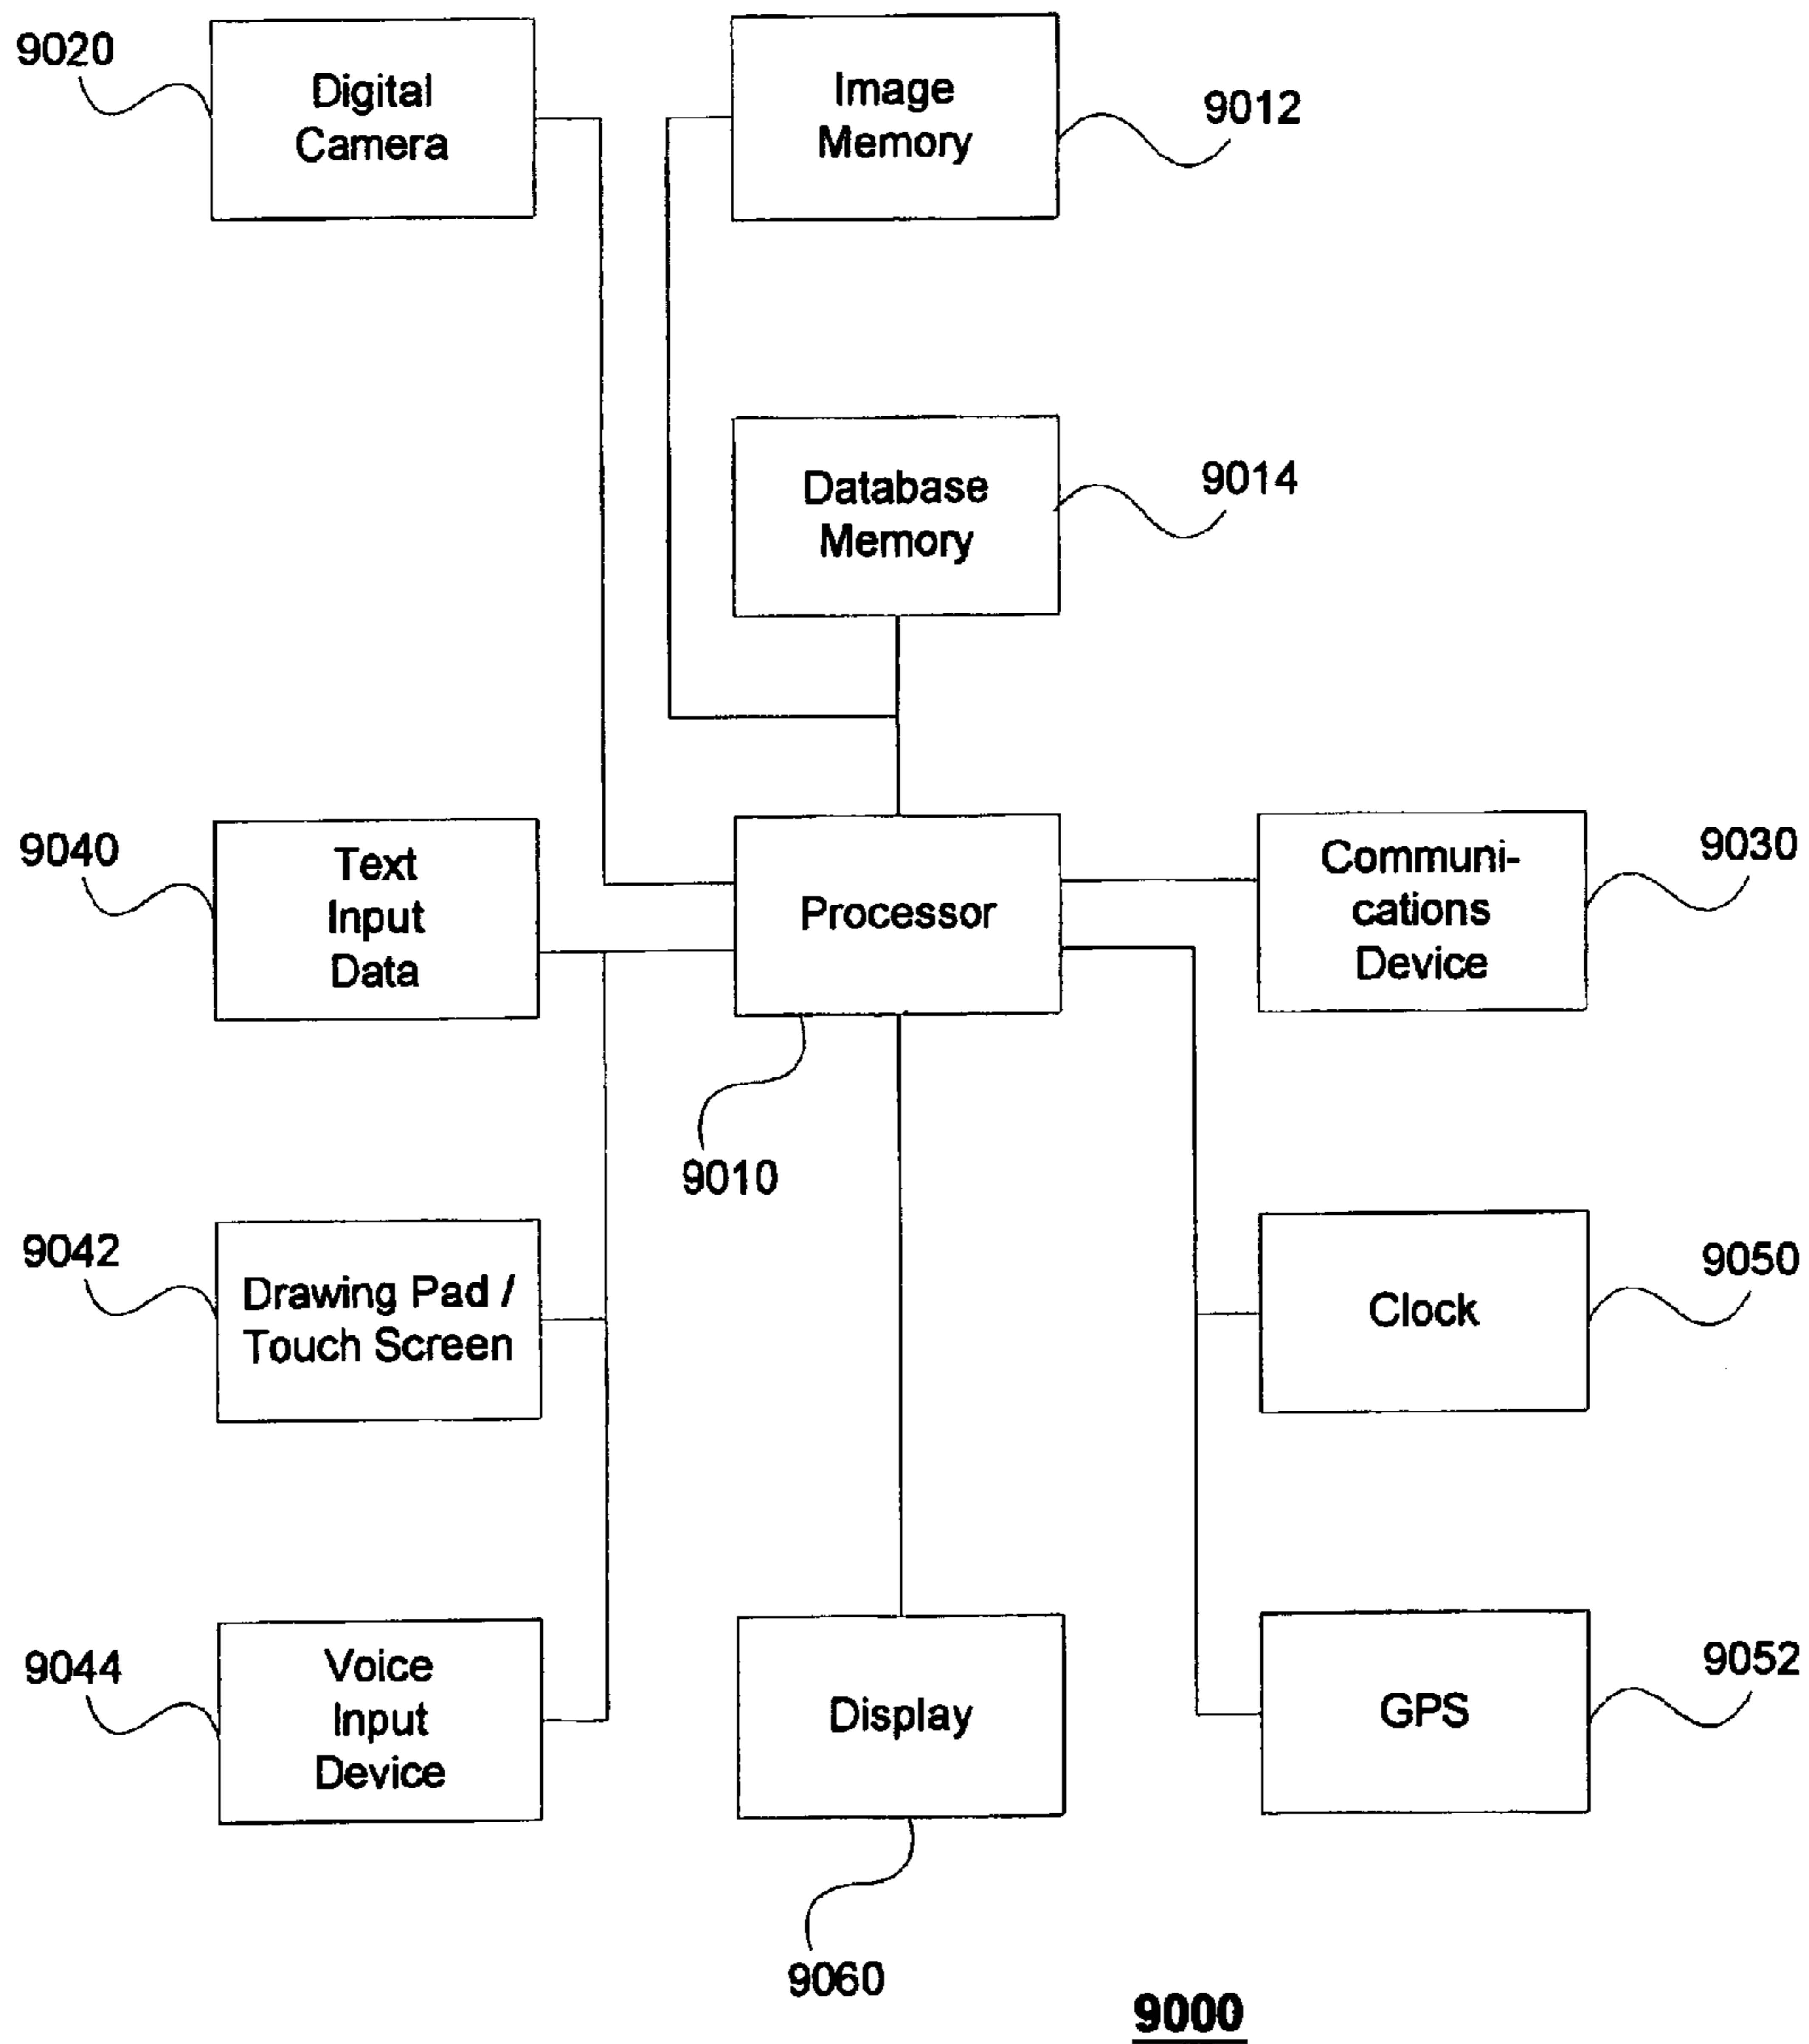 9020
Digital
Camera
Image
Memory
9012
Database
Memory
9014
9040
Text
Input
Data
Processor
9010
Communi-
cations
Device
9030
9042
Drawing Pad /
Touch Screen
Clock
9050
9044
Voice
Input
Device
Display
9060
GPS
9052
9000